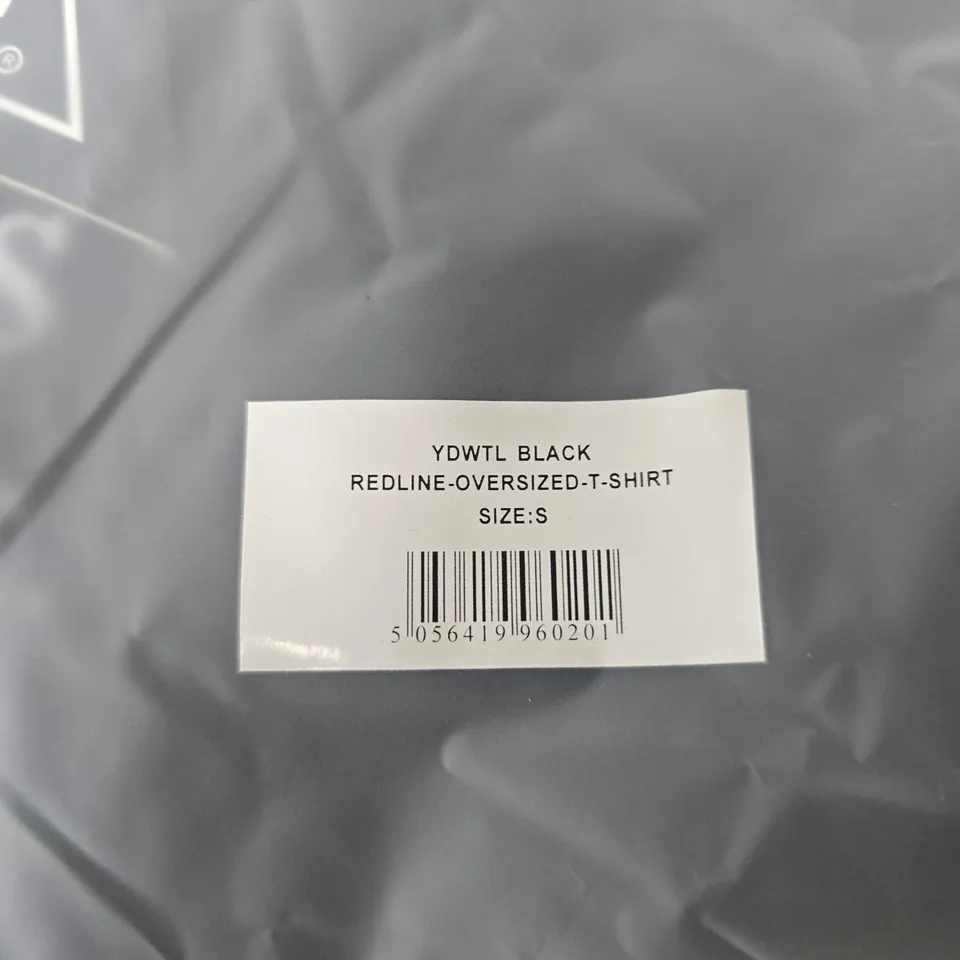 ®
S
YDWTL BLACK
REDLINE-OVERSIZED-T-SHIRT
SIZE:S
5 056419 960201